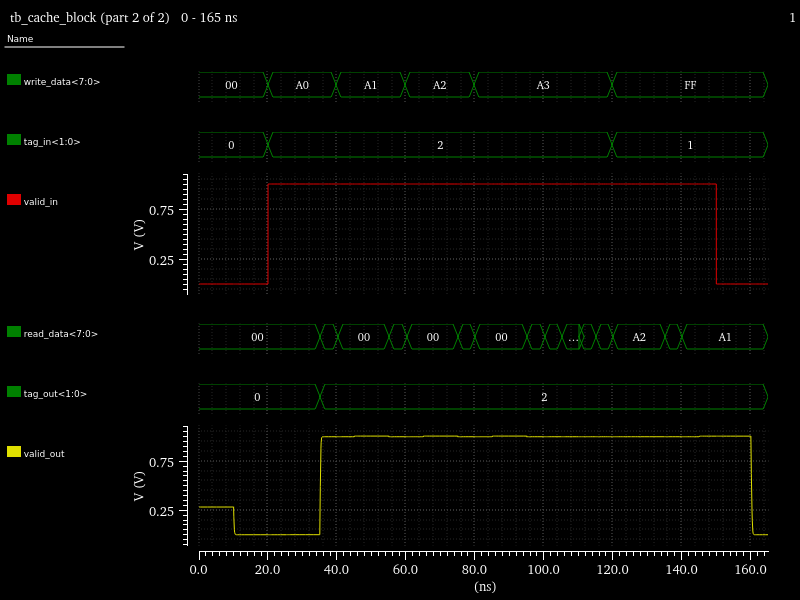 tb_cache_block (part 2 of 2) 0 - 165 ns 1
Name
write_data<7:0> 00 A0 A1 A2 A3 FF
tag_in<1:0> 0 2 1
valid_in
V (V)
0.75
0.25
read_data<7:0> 00 00 00 00 ... A2 A1
tag_out<1:0> 0 2
valid_out
V (V)
0.75
0.25
0.0 20.0 40.0 60.0 80.0 100.0 120.0 140.0 160.0
(ns)